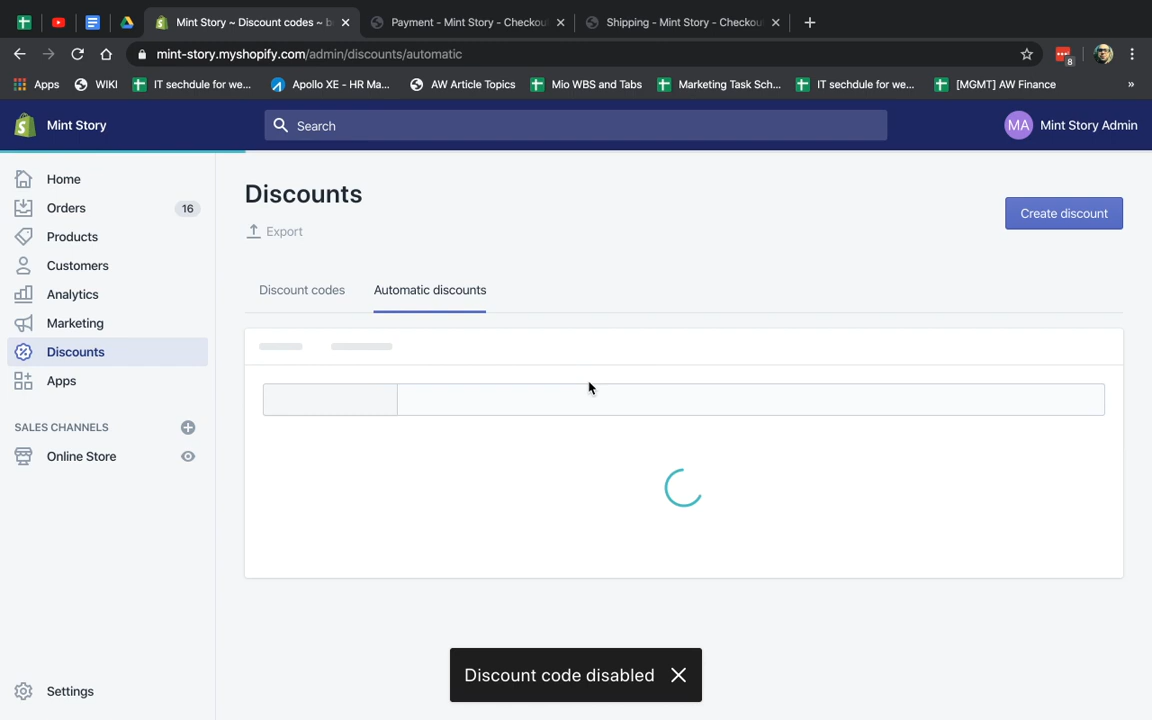 Mint Story ~ Discount codes ~ b
Payment - Mint Story - Checkou
Shipping - Mint Story - Checkou
mint-story.myshopify.com/admin/discounts/automatic
8
Apps
WIKI
IT sechdule for we...
Apollo XE - HR Ma...
AW Article Topics
Mio WBS and Tabs
Marketing Task Sch...
IT sechdule for we...
[MGMT] AW Finance
»
Mint Story
Search
MA
Mint Story Admin
Home
Orders
16
Products
Customers
Analytics
Marketing
Discounts
Apps
SALES CHANNELS
Online Store
Settings
Discounts
Export
Create discount
Discount codes
Automatic discounts
Discount code disabled